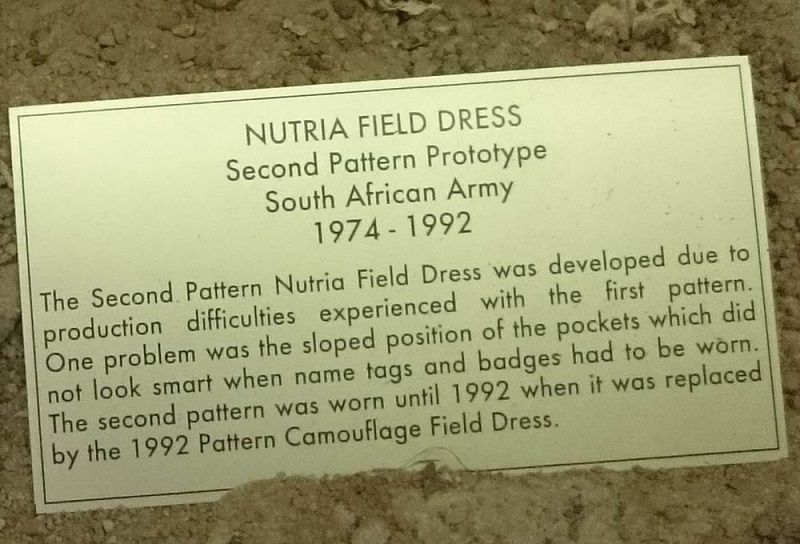 NUTRIA FIELD DRESS
Second Pattern Prototype
South African Army
1974 - 1992
The Second Pattern Nutria Field Dress was developed due to
production difficulties experienced with the first pattern.
One problem was the sloped position of the pockets which did
not look smart when name tags and badges had to be worn.
The second pattern was worn until 1992 when it was replaced
by the 1992 Pattern Camouflage Field Dress.